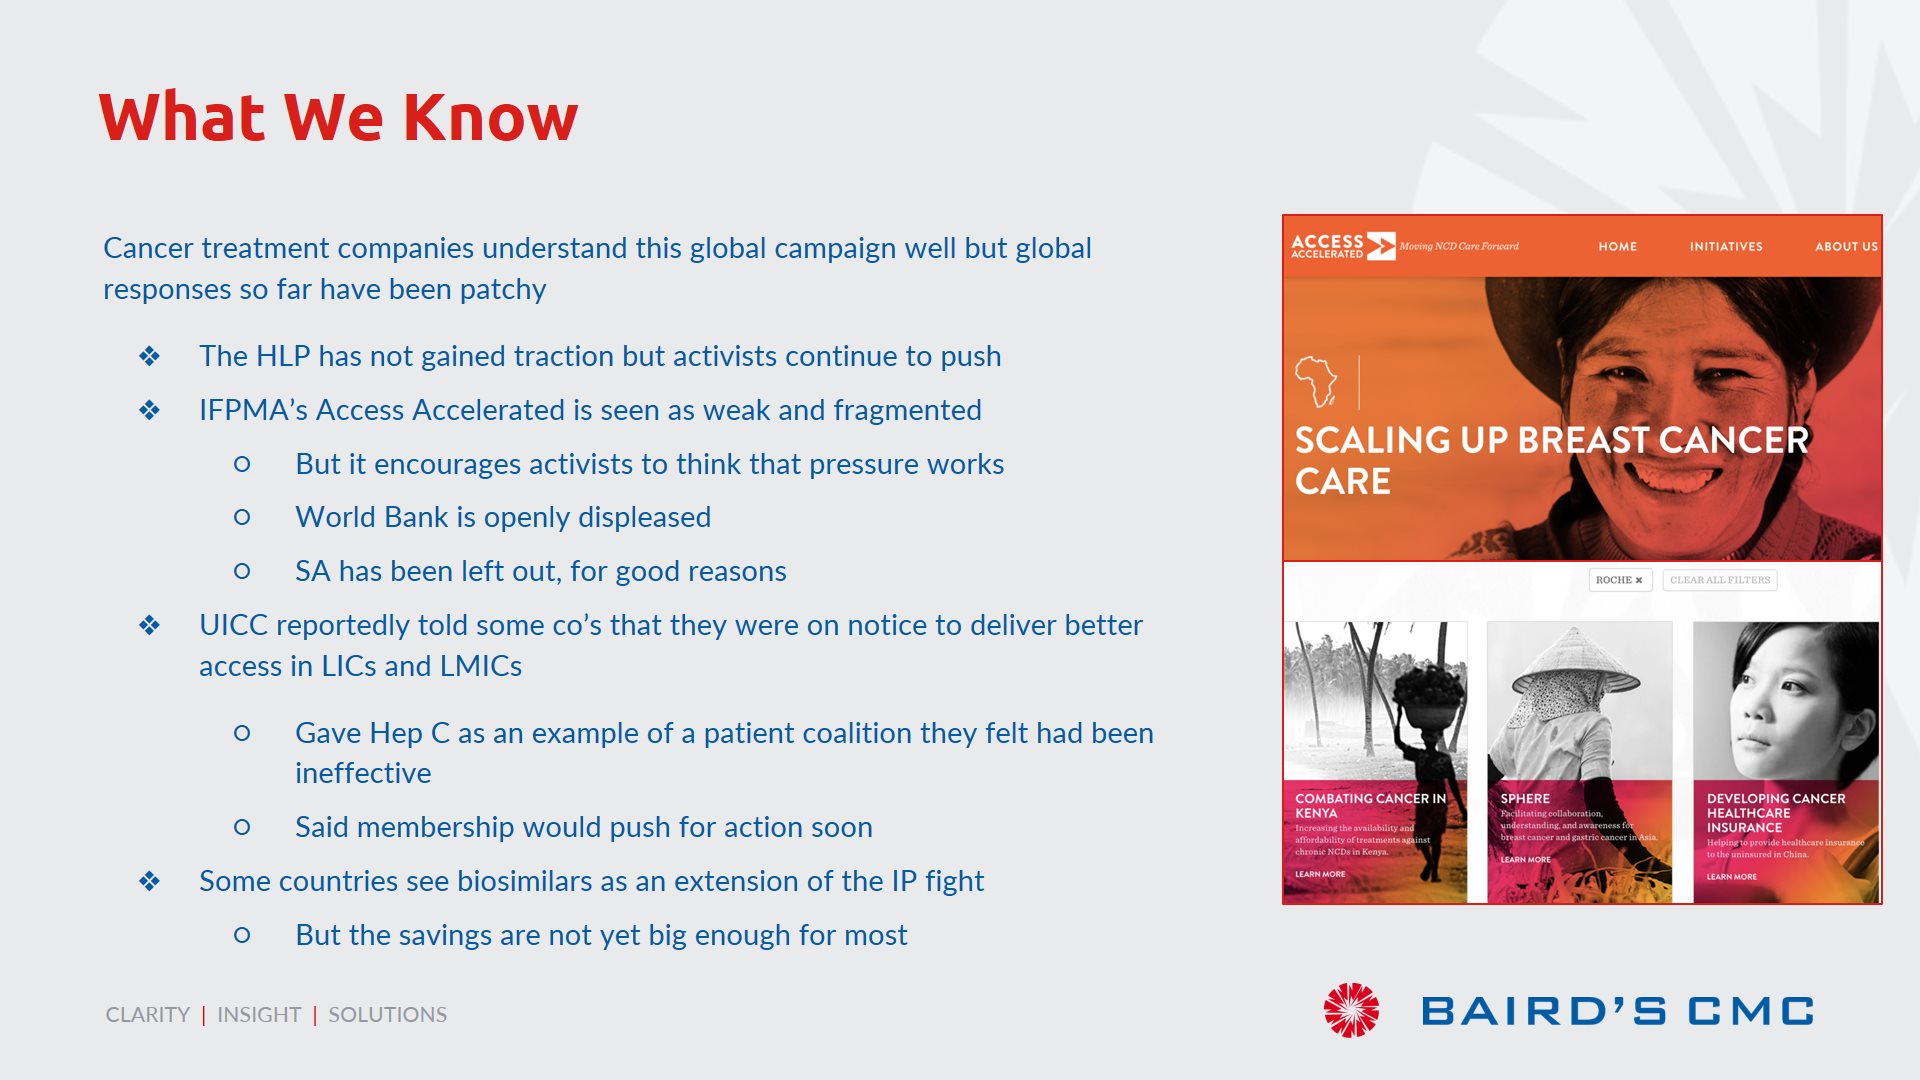 What We Know
Cancer treatment companies understand this global campaign well but global
responses so far have been patchy
❖ The HLP has not gained traction but activists continue to push
❖ IFPMA’s Access Accelerated is seen as weak and fragmented
○ But it encourages activists to think that pressure works
○ World Bank is openly displeased
○ SA has been left out, for good reasons
❖ UICC reportedly told some co’s that they were on notice to deliver better
access in LICs and LMICs
○ Gave Hep C as an example of a patient coalition they felt had been
ineffective
○ Said membership would push for action soon
❖ Some countries see biosimilars as an extension of the IP fight
○ But the savings are not yet big enough for most
ACCESS
ACCELERATED
Moving NCD Care Forward
HOME INITIATIVES ABOUT US
SCALING UP BREAST CANCER
CARE
ROCHE ✖ CLEAR ALL FILTERS
COMBATING CANCER IN
KENYA
Increasing the availability and
affordability of treatments against
chronic NCDs in Kenya.
LEARN MORE
SPHERE
Facilitating collaboration,
understanding, and awareness for
breast cancer and gastric cancer in Asia.
LEARN MORE
DEVELOPING CANCER
HEALTHCARE
INSURANCE
Helping to provide healthcare insurance
to the uninsured in China.
LEARN MORE
CLARITY | INSIGHT | SOLUTIONS
BAIRD’S CMC